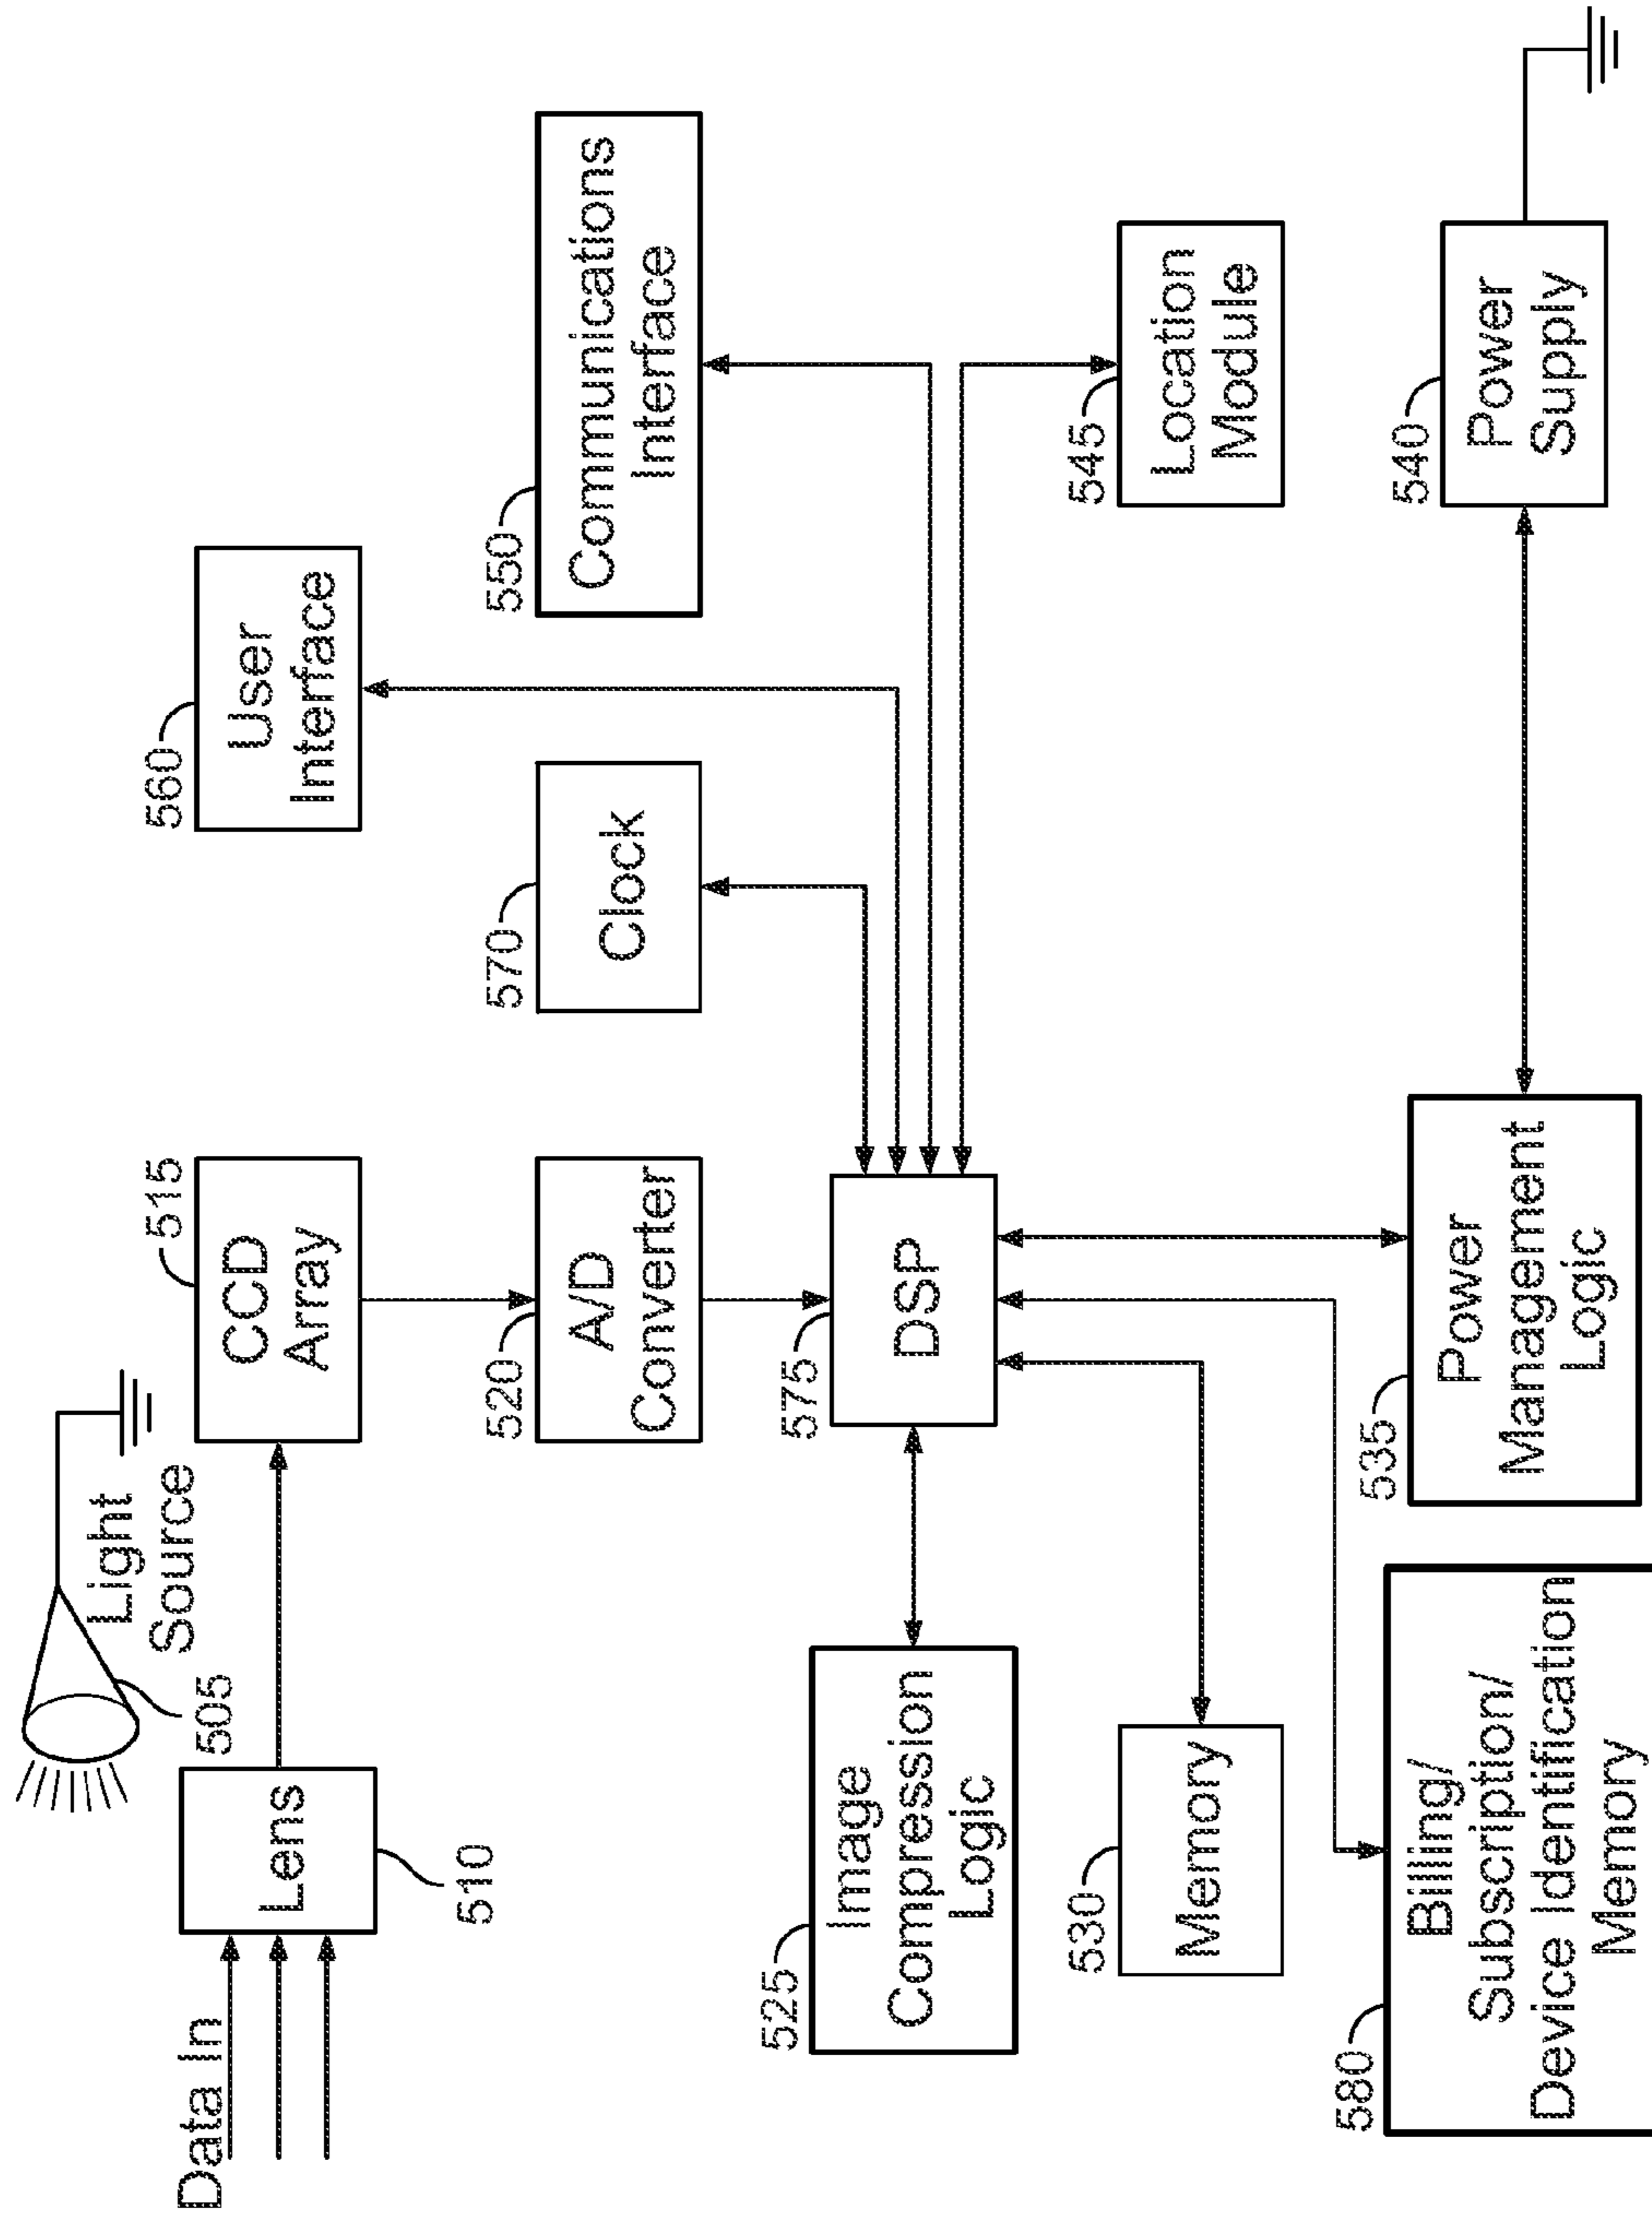 Data In
Lens
510
505
Light
Source
CCD
Array
515
560
User
Interface
520
A/D
Converter
570
Clock
550
Communications
Interface
525
Image
Compression
Logic
575
DSP
530
Memory
545
Location
Module
580
Billing/
Subscription/
Device Identification
Memory
535
Power
Management
Logic
540
Power
Supply